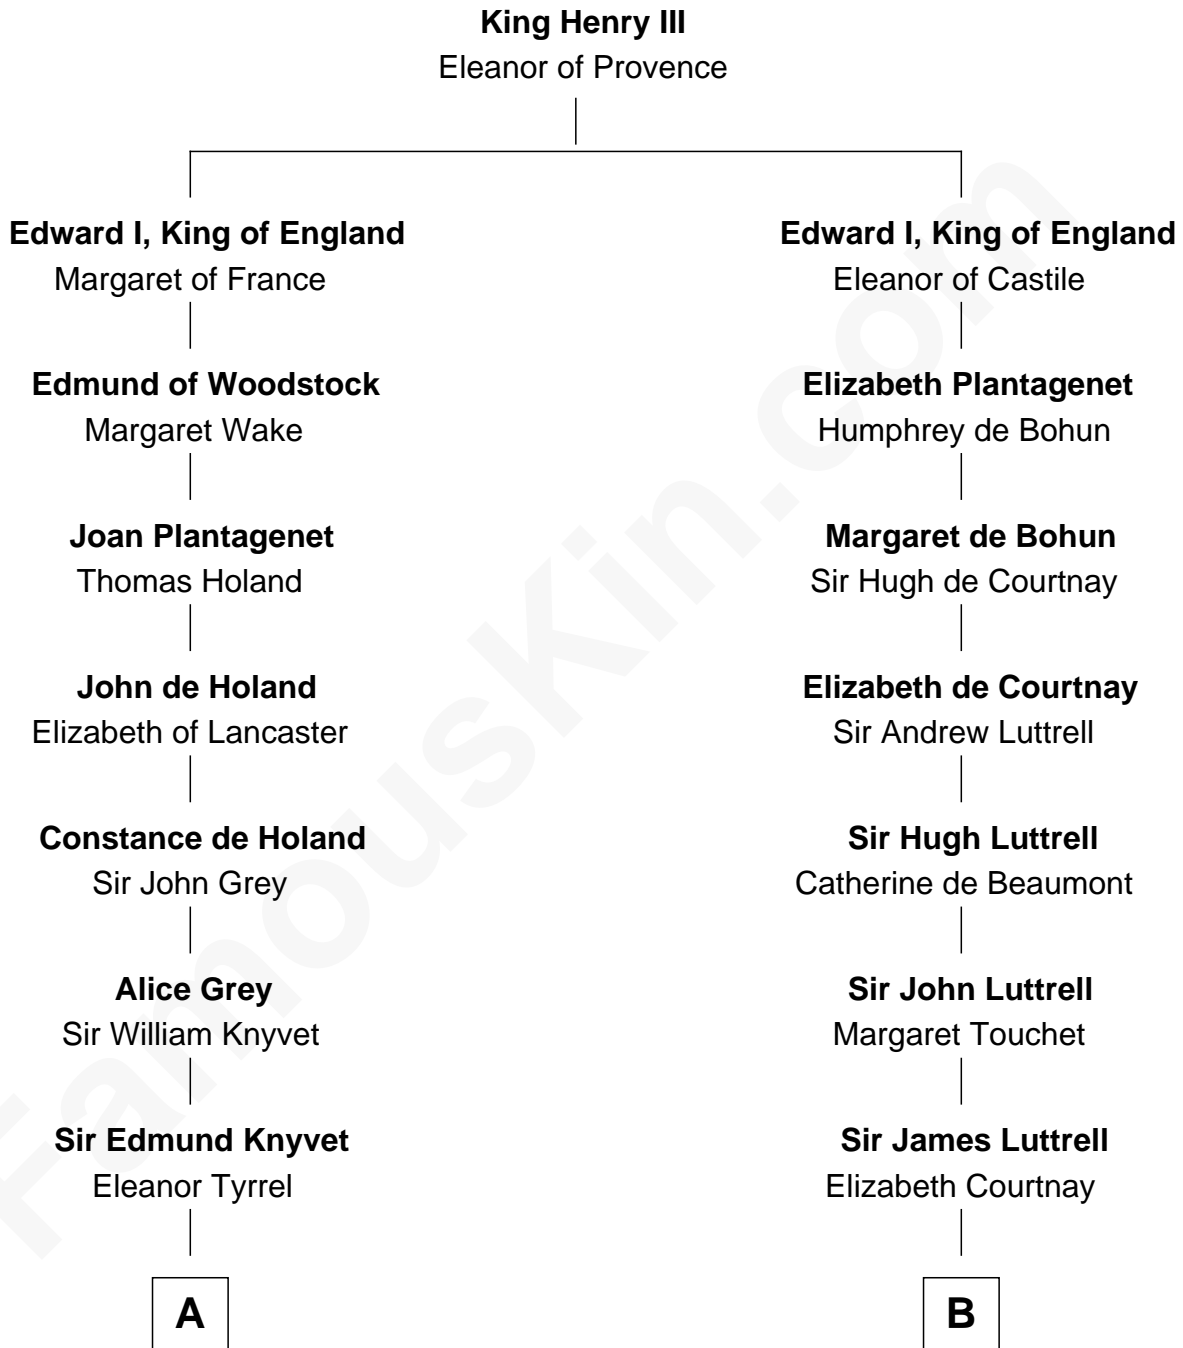 King Henry III
Eleanor of Provence
Edward I, King of England
Margaret of France
Edmund of Woodstock
Margaret Wake
Joan Plantagenet
Thomas Holand
John de Holand
Elizabeth of Lancaster
Constance de Holand
Sir John Grey
Alice Grey
Sir William Knyvet
Sir Edmund Knyvet
Eleanor Tyrrel
A
Edward I, King of England
Eleanor of Castile
Elizabeth Plantagenet
Humphrey de Bohun
Margaret de Bohun
Sir Hugh de Courtnay
Elizabeth de Courtnay
Sir Andrew Luttrell
Sir Hugh Luttrell
Catherine de Beaumont
Sir John Luttrell
Margaret Touchet
Sir James Luttrell
Elizabeth Courtnay
B
FamousKin.com